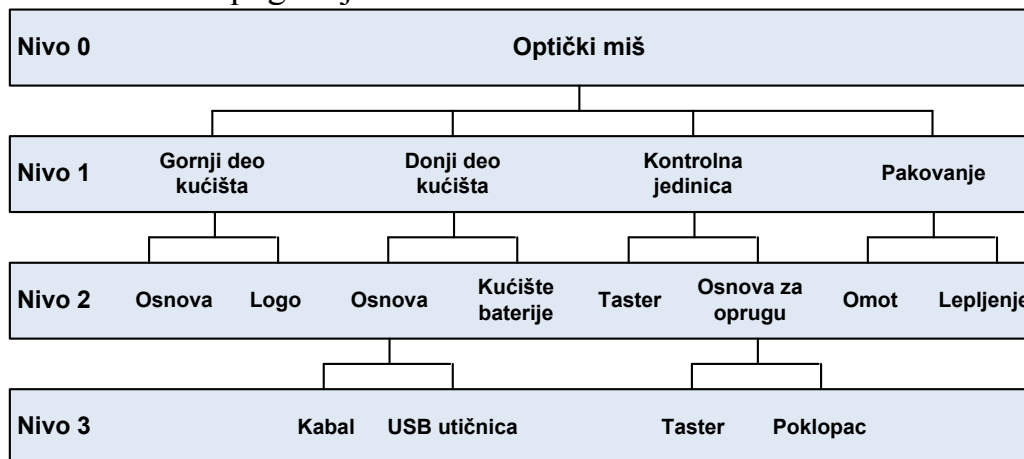 Nivo 0
Optički miš
Nivo 1
Gornji deo
kućišta
Donji deo
kućišta
Kontrolna
jedinica
Pakovanje
Nivo 2
Osnova
Logo
Osnova
Kućište
baterije
Taster
Osnova za
oprugu
Omot
Lepljenje
Nivo 3
Kabal
USB utičnica
Taster
Poklopac